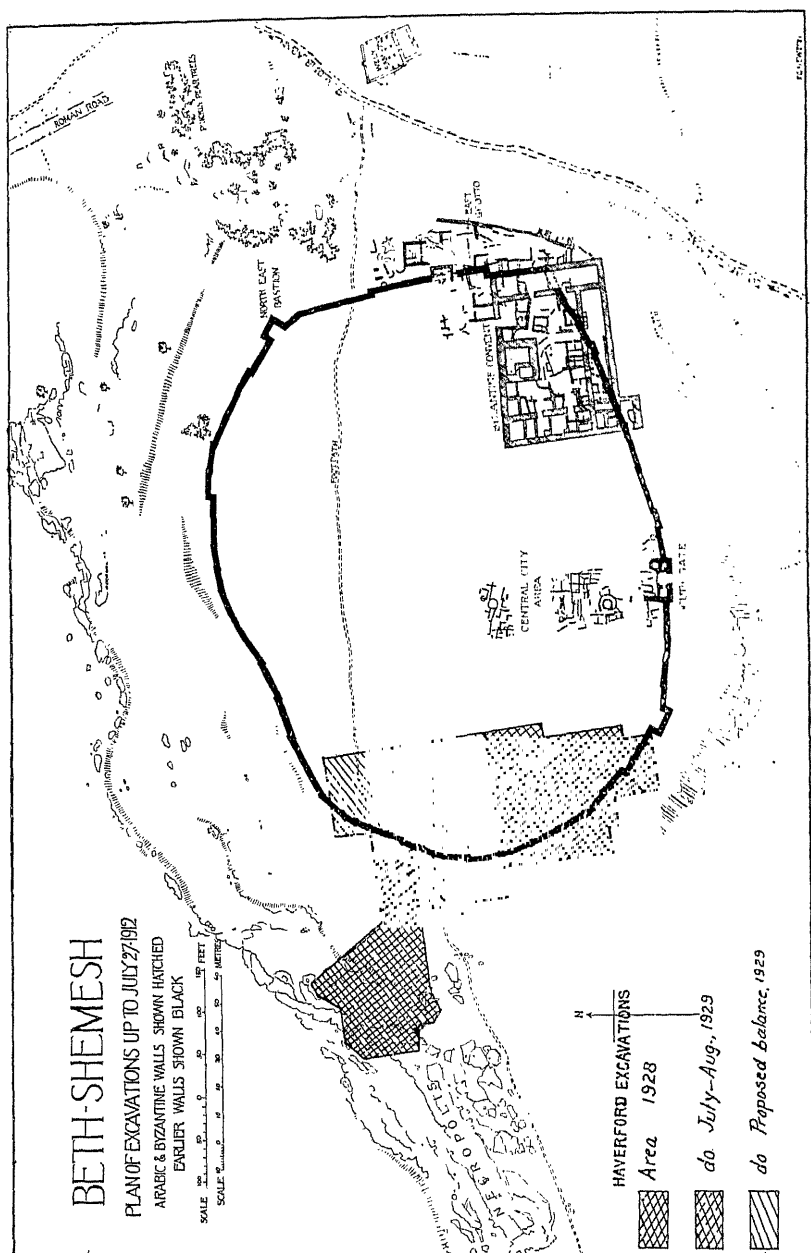 BETH-SHEMESH
PLAN OF EXCAVATIONS UP TO JULY 27, 1912
ARABIC & BYZANTINE WALLS SHOWN HATCHED
EARLIER WALLS SHOWN BLACK
SCALE
FEET
SCALE
METRES
ROMAN ROAD
NORTH EAST
BASTION
FOOTPATH
EAST
GROTTO
BYZANTINE CONVENT
CENTRAL CITY
AREA
GATE
NECROPOLIS
N
HAVERFORD EXCAVATIONS
Area 1928
do July-Aug., 1929
do Proposed balance, 1929